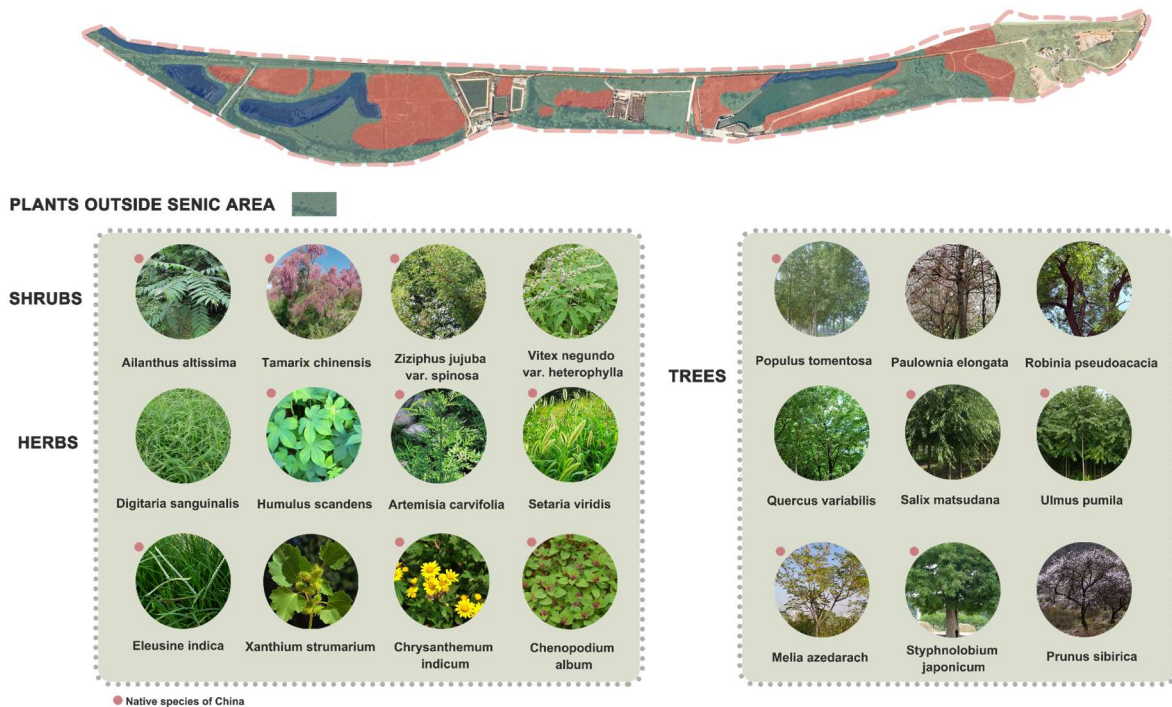 PLANTS OUTSIDE SENIC AREA
SHRUBS
Ailanthus altissima
Tamarix chinensis
Ziziphus jujuba
var. spinosa
Vitex negundo
var. heterophylla
HERBS
Digitaria sanguinalis
Humulus scandens
Artemisia carvifolia
Setaria viridis
Eleusine indica
Xanthium strumarium
Chrysanthemum
indicum
Chenopodium
album
Native species of China
TREES
Populus tomentosa
Paulownia elongata
Robinia pseudoacacia
Quercus variabilis
Salix matsudana
Ulmus pumila
Melia azedarach
Styphnolobium
japonicum
Prunus sibirica